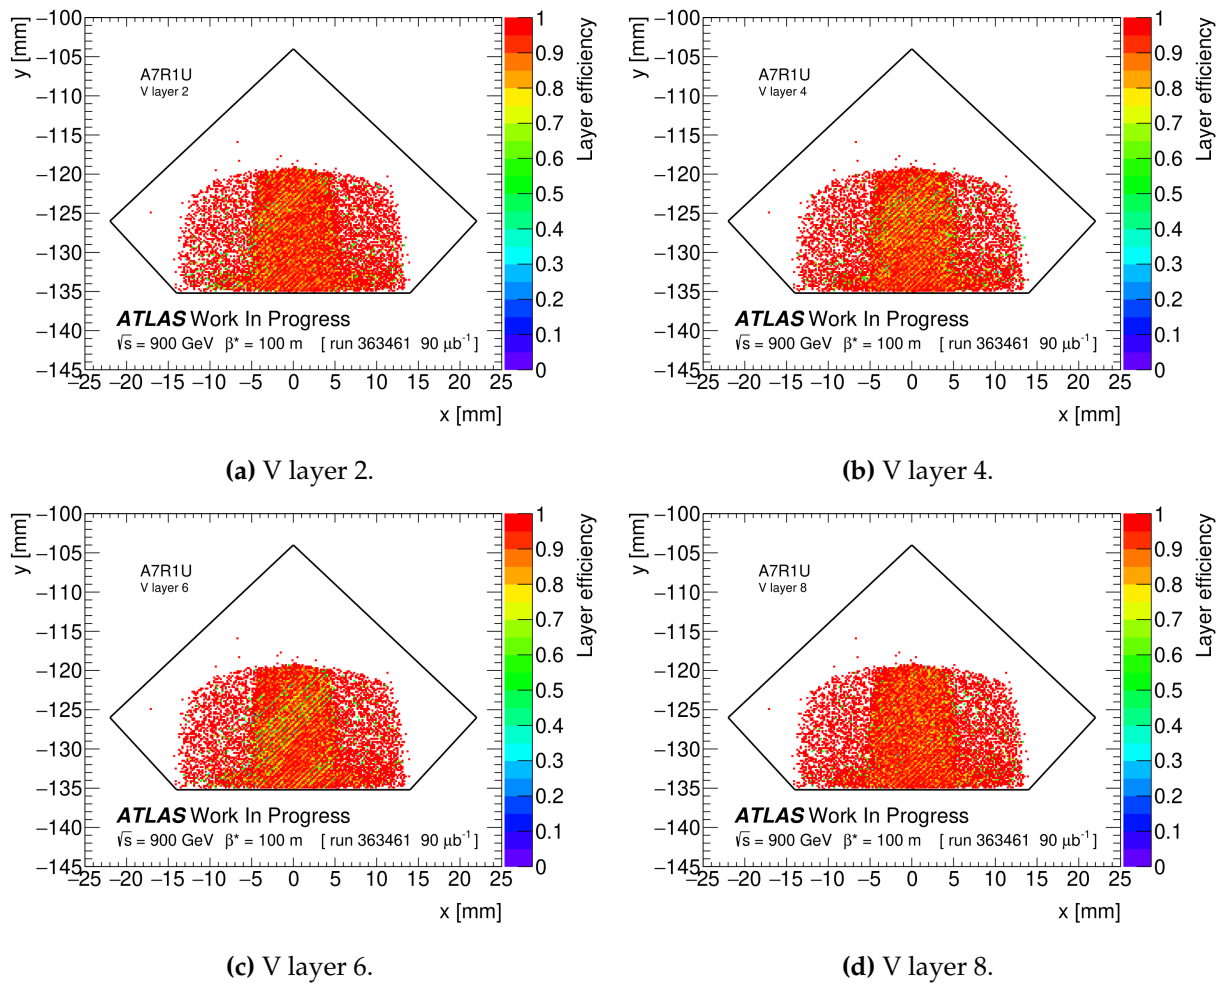 y [mm]
−100
−105
−110
−115
−120
−125
−130
−135
−140
−145
A7R1U
V layer 2
ATLAS Work In Progress
√s = 900 GeV β* = 100 m [ run 363461 90 μb⁻¹ ]
−25 −20 −15 −10 −5 0 5 10 15 20 25
x [mm]
1
0.9
0.8
0.7
0.6
0.5
0.4
0.3
0.2
0.1
0
Layer efficiency
y [mm]
−100
−105
−110
−115
−120
−125
−130
−135
−140
−145
A7R1U
V layer 4
ATLAS Work In Progress
√s = 900 GeV β* = 100 m [ run 363461 90 μb⁻¹ ]
−25 −20 −15 −10 −5 0 5 10 15 20 25
x [mm]
1
0.9
0.8
0.7
0.6
0.5
0.4
0.3
0.2
0.1
0
Layer efficiency
(a) V layer 2.
(b) V layer 4.
y [mm]
−100
−105
−110
−115
−120
−125
−130
−135
−140
−145
A7R1U
V layer 6
ATLAS Work In Progress
√s = 900 GeV β* = 100 m [ run 363461 90 μb⁻¹ ]
−25 −20 −15 −10 −5 0 5 10 15 20 25
x [mm]
1
0.9
0.8
0.7
0.6
0.5
0.4
0.3
0.2
0.1
0
Layer efficiency
y [mm]
−100
−105
−110
−115
−120
−125
−130
−135
−140
−145
A7R1U
V layer 8
ATLAS Work In Progress
√s = 900 GeV β* = 100 m [ run 363461 90 μb⁻¹ ]
−25 −20 −15 −10 −5 0 5 10 15 20 25
x [mm]
1
0.9
0.8
0.7
0.6
0.5
0.4
0.3
0.2
0.1
0
Layer efficiency
(c) V layer 6.
(d) V layer 8.